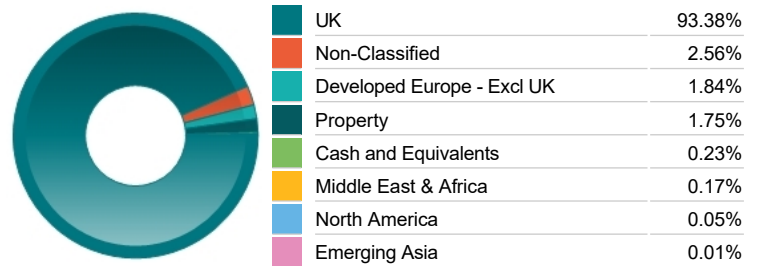 UK 93.38%
Non-Classified 2.56%
Developed Europe - Excl UK 1.84%
Property 1.75%
Cash and Equivalents 0.23%
Middle East & Africa 0.17%
North America 0.05%
Emerging Asia 0.01%